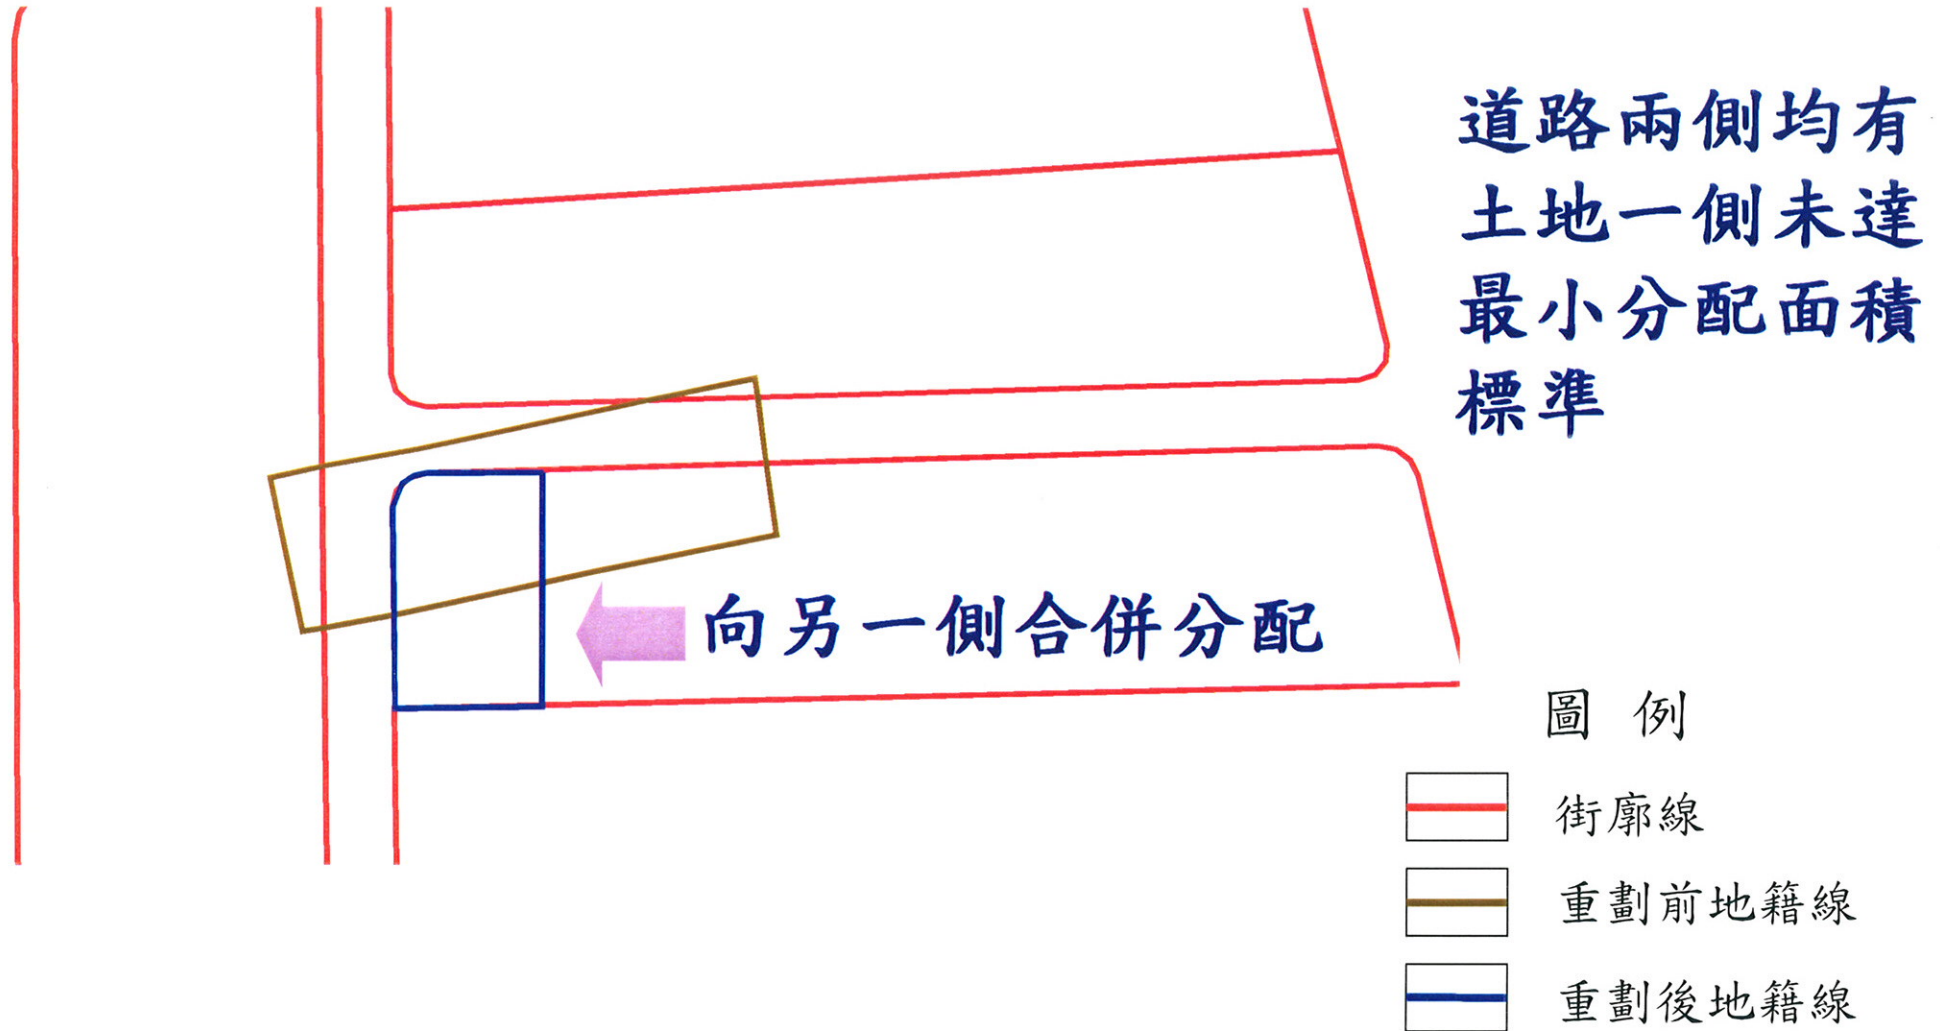 道路兩側均有
土地一側未達
最小分配面積
標準
向另一側合併分配
圖 例
街廓線
重劃前地籍線
重劃後地籍線